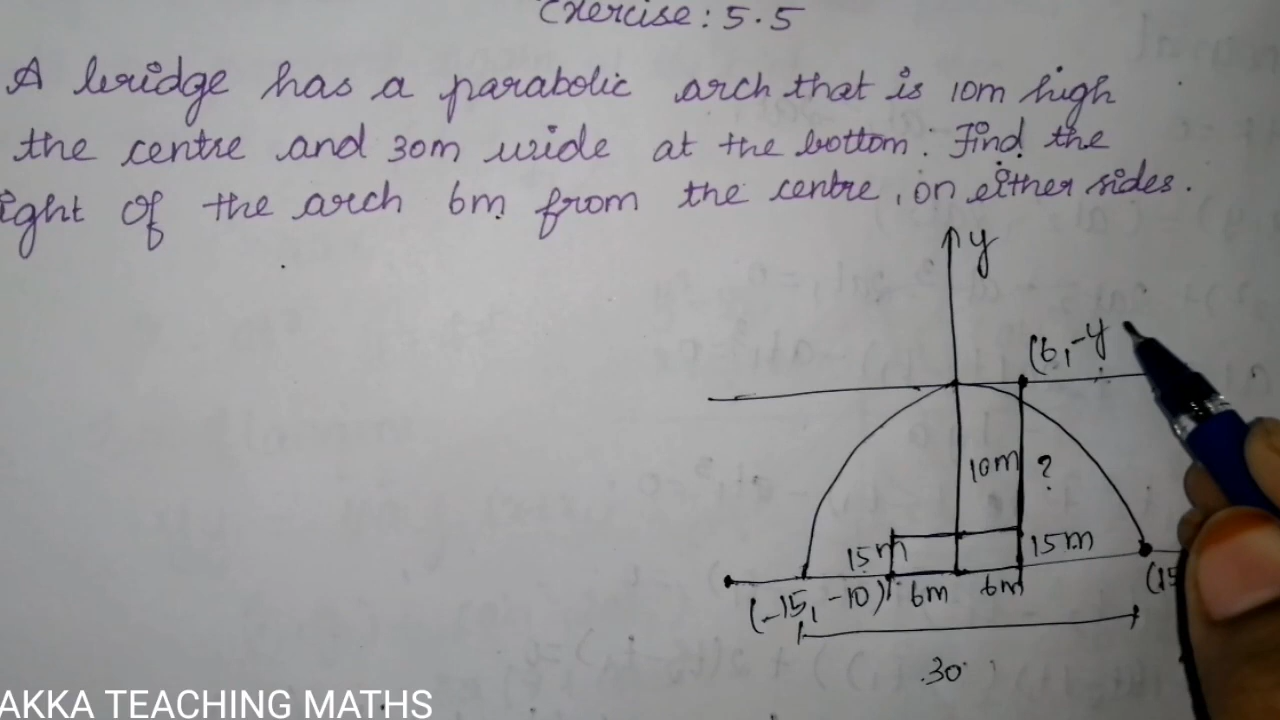 Exercise: 5.5
A bridge has a parabolic arch that is 10m high
the centre and 30m wide at the bottom. Find the
ight of the arch 6m from the centre, on either sides.
y
(6,-y
10m ?
15m 15m
(-15, -10) 6m 6m (15
30
AKKA TEACHING MATHS